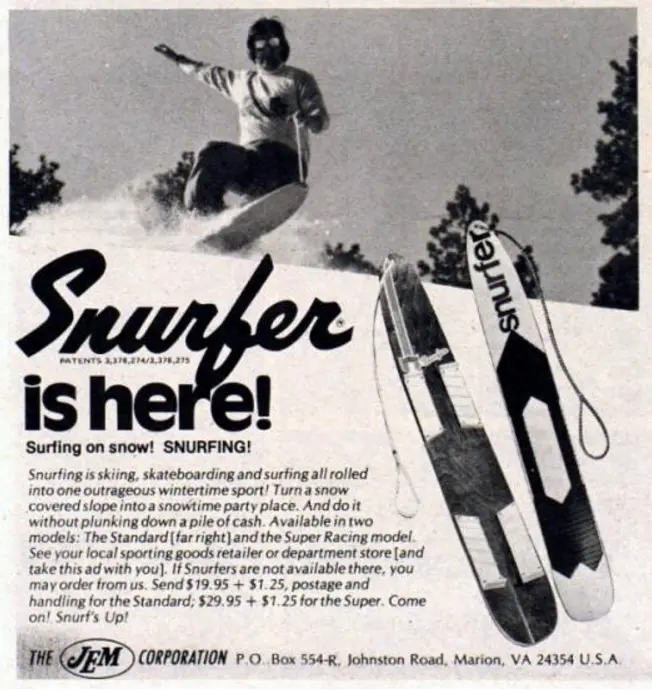 Snurfer®
PATENTS 3,378,274/3,378,275
is here!
Surfing on snow! SNURFING!
Snurfing is skiing, skateboarding and surfing all rolled
into one outrageous wintertime sport! Turn a snow
covered slope into a snowtime party place. And do it
without plunking down a pile of cash. Available in two
models: The Standard [far right] and the Super Racing model.
See your local sporting goods retailer or department store [and
take this ad with you]. If Snurfers are not available there, you
may order from us. Send $19.95 + $1.25, postage and
handling for the Standard; $29.95 + $1.25 for the Super. Come
on! Snurf's Up!
Snurfer
snurfer
THE JEM CORPORATION P.O. Box 554-R, Johnston Road, Marion, VA 24354 U.S.A.